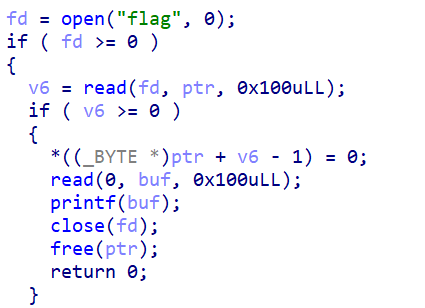 fd = open("flag", 0);
if ( fd >= 0 )
{
  v6 = read(fd, ptr, 0x100uLL);
  if ( v6 >= 0 )
  {
    *((_BYTE *)ptr + v6 - 1) = 0;
    read(0, buf, 0x100uLL);
    printf(buf);
    close(fd);
    free(ptr);
    return 0;
  }